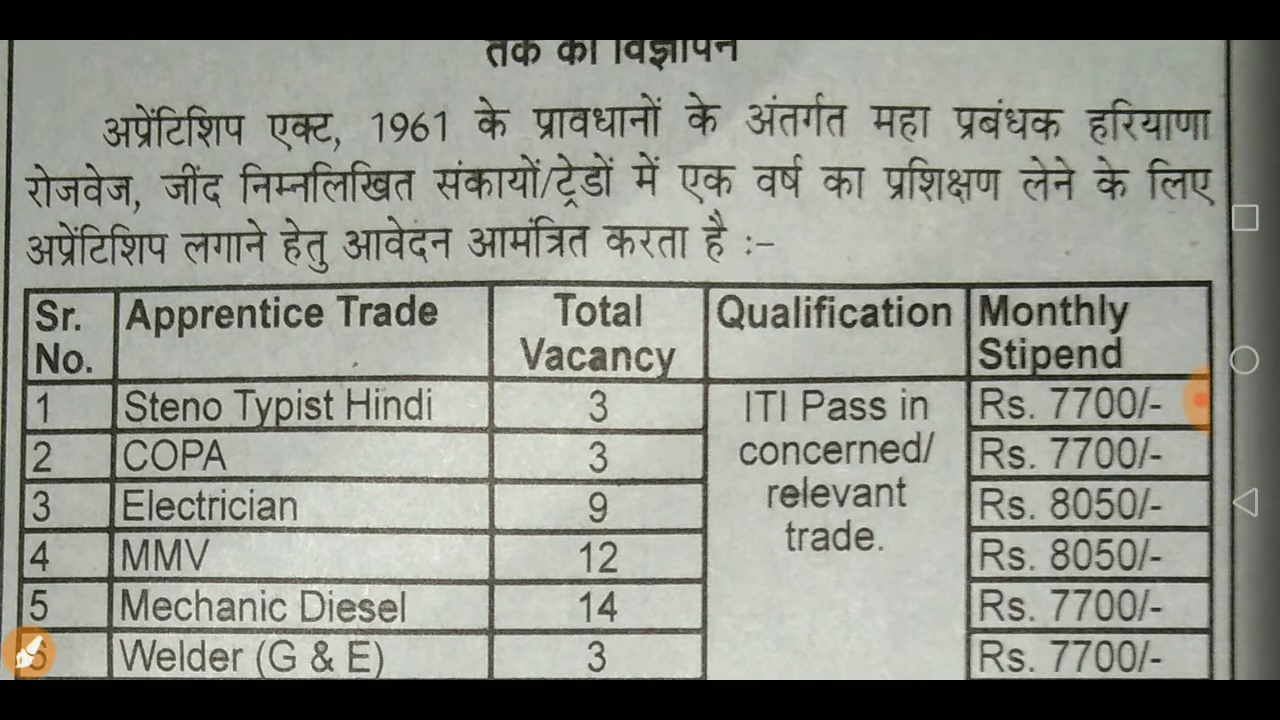 तक का विज्ञापन
अप्रेंटिशिप एक्ट, 1961 के प्रावधानों के अंतर्गत महा प्रबंधक हरियाणा
रोजवेज, जींद निम्नलिखित संकायों/ट्रेडों में एक वर्ष का प्रशिक्षण लेने के लिए
अप्रेंटिशिप लगाने हेतु आवेदन आमंत्रित करता है :–
Sr. No. Apprentice Trade Total Vacancy Qualification Monthly Stipend
1 Steno Typist Hindi 3 ITI Pass in Rs. 7700/-
2 COPA 3 concerned/ Rs. 7700/-
3 Electrician 9 relevant Rs. 8050/-
4 MMV 12 trade. Rs. 8050/-
5 Mechanic Diesel 14 Rs. 7700/-
6 Welder (G & E) 3 Rs. 7700/-